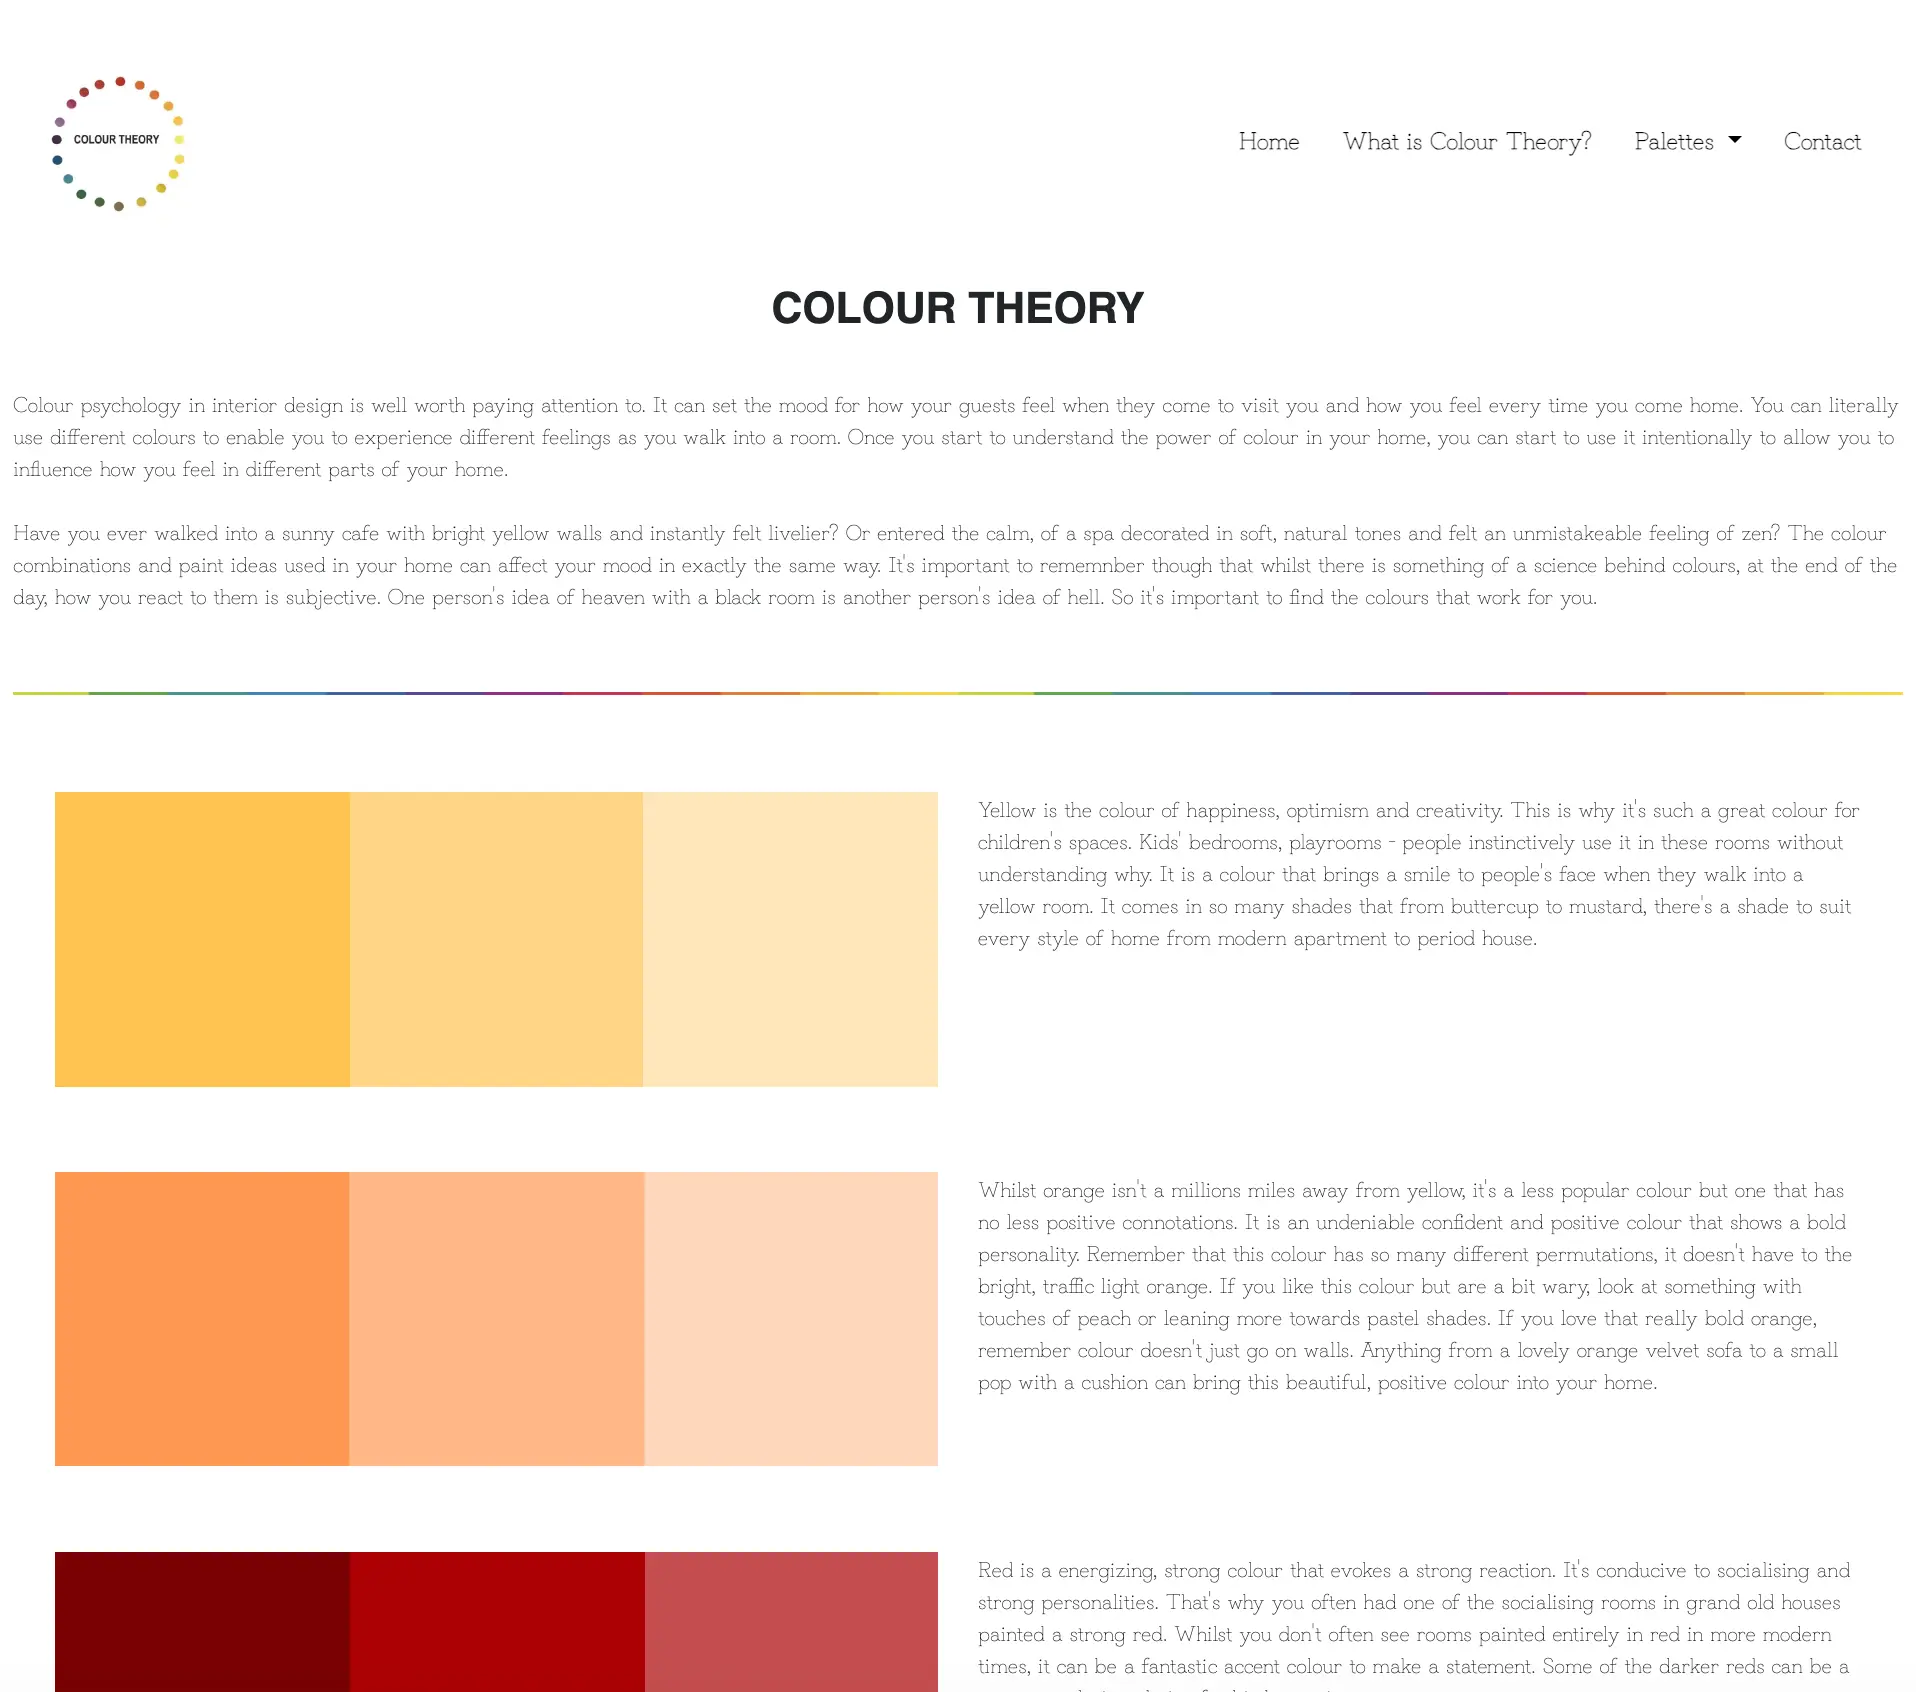 COLOUR THEORY
Home
What is Colour Theory?
Palettes
Contact
COLOUR THEORY
Colour psychology in interior design is well worth paying attention to. It can set the mood for how your guests feel when they come to visit you and how you feel every time you come home. You can literally
use different colours to enable you to experience different feelings as you walk into a room. Once you start to understand the power of colour in your home, you can start to use it intentionally to allow you to
influence how you feel in different parts of your home.
Have you ever walked into a sunny cafe with bright yellow walls and instantly felt livelier? Or entered the calm, of a spa decorated in soft, natural tones and felt an unmistakeable feeling of zen? The colour
combinations and paint ideas used in your home can affect your mood in exactly the same way. It's important to rememnber though that whilst there is something of a science behind colours, at the end of the
day, how you react to them is subjective. One person's idea of heaven with a black room is another person's idea of hell. So it's important to find the colours that work for you.
Yellow is the colour of happiness, optimism and creativity. This is why it's such a great colour for
children's spaces. Kids' bedrooms, playrooms - people instinctively use it in these rooms without
understanding why. It is a colour that brings a smile to people's face when they walk into a
yellow room. It comes in so many shades that from buttercup to mustard, there's a shade to suit
every style of home from modern apartment to period house.
Whilst orange isn't a millions miles away from yellow, it's a less popular colour but one that has
no less positive connotations. It is an undeniable confident and positive colour that shows a bold
personality. Remember that this colour has so many different permutations, it doesn't have to the
bright, traffic light orange. If you like this colour but are a bit wary, look at something with
touches of peach or leaning more towards pastel shades. If you love that really bold orange,
remember colour doesn't just go on walls. Anything from a lovely orange velvet sofa to a small
pop with a cushion can bring this beautiful, positive colour into your home.
Red is a energizing, strong colour that evokes a strong reaction. It's conducive to socialising and
strong personalities. That's why you often had one of the socialising rooms in grand old houses
painted a strong red. Whilst you don't often see rooms painted entirely in red in more modern
times, it can be a fantastic accent colour to make a statement. Some of the darker reds can be a